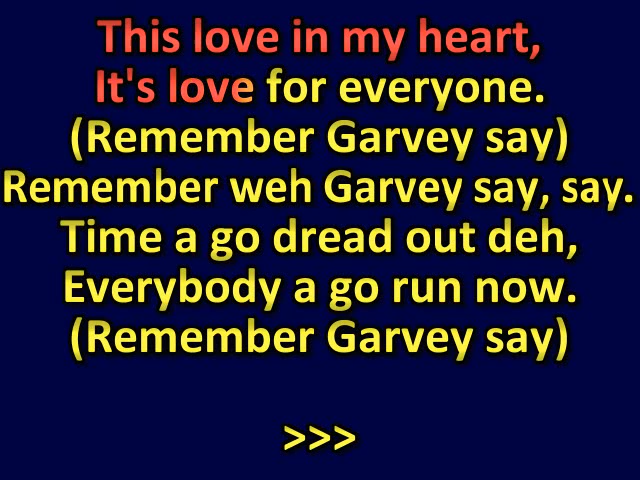 This love in my heart,
It's love for everyone.
(Remember Garvey say)
Remember weh Garvey say, say.
Time a go dread out deh,
Everybody a go run now.
(Remember Garvey say)
>>>